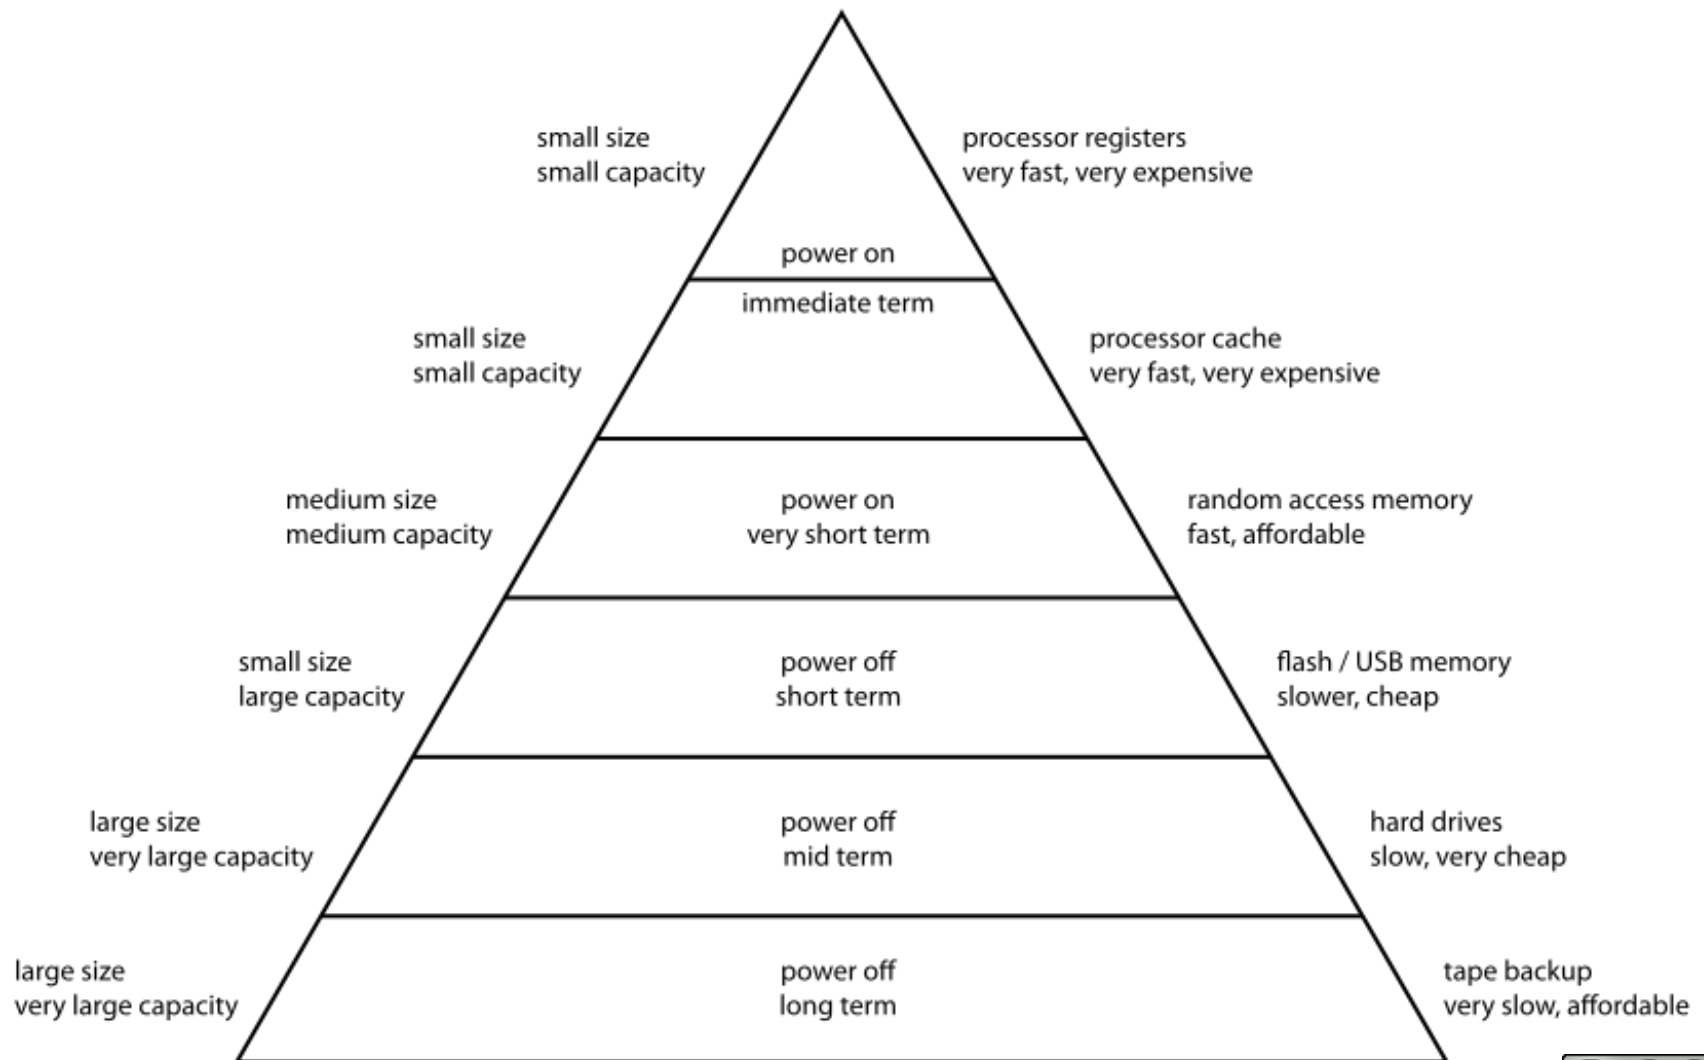 small size
small capacity
processor registers
very fast, very expensive
power on
immediate term
small size
small capacity
processor cache
very fast, very expensive
medium size
medium capacity
power on
very short term
random access memory
fast, affordable
small size
large capacity
power off
short term
flash / USB memory
slower, cheap
large size
very large capacity
power off
mid term
hard drives
slow, very cheap
large size
very large capacity
power off
long term
tape backup
very slow, affordable